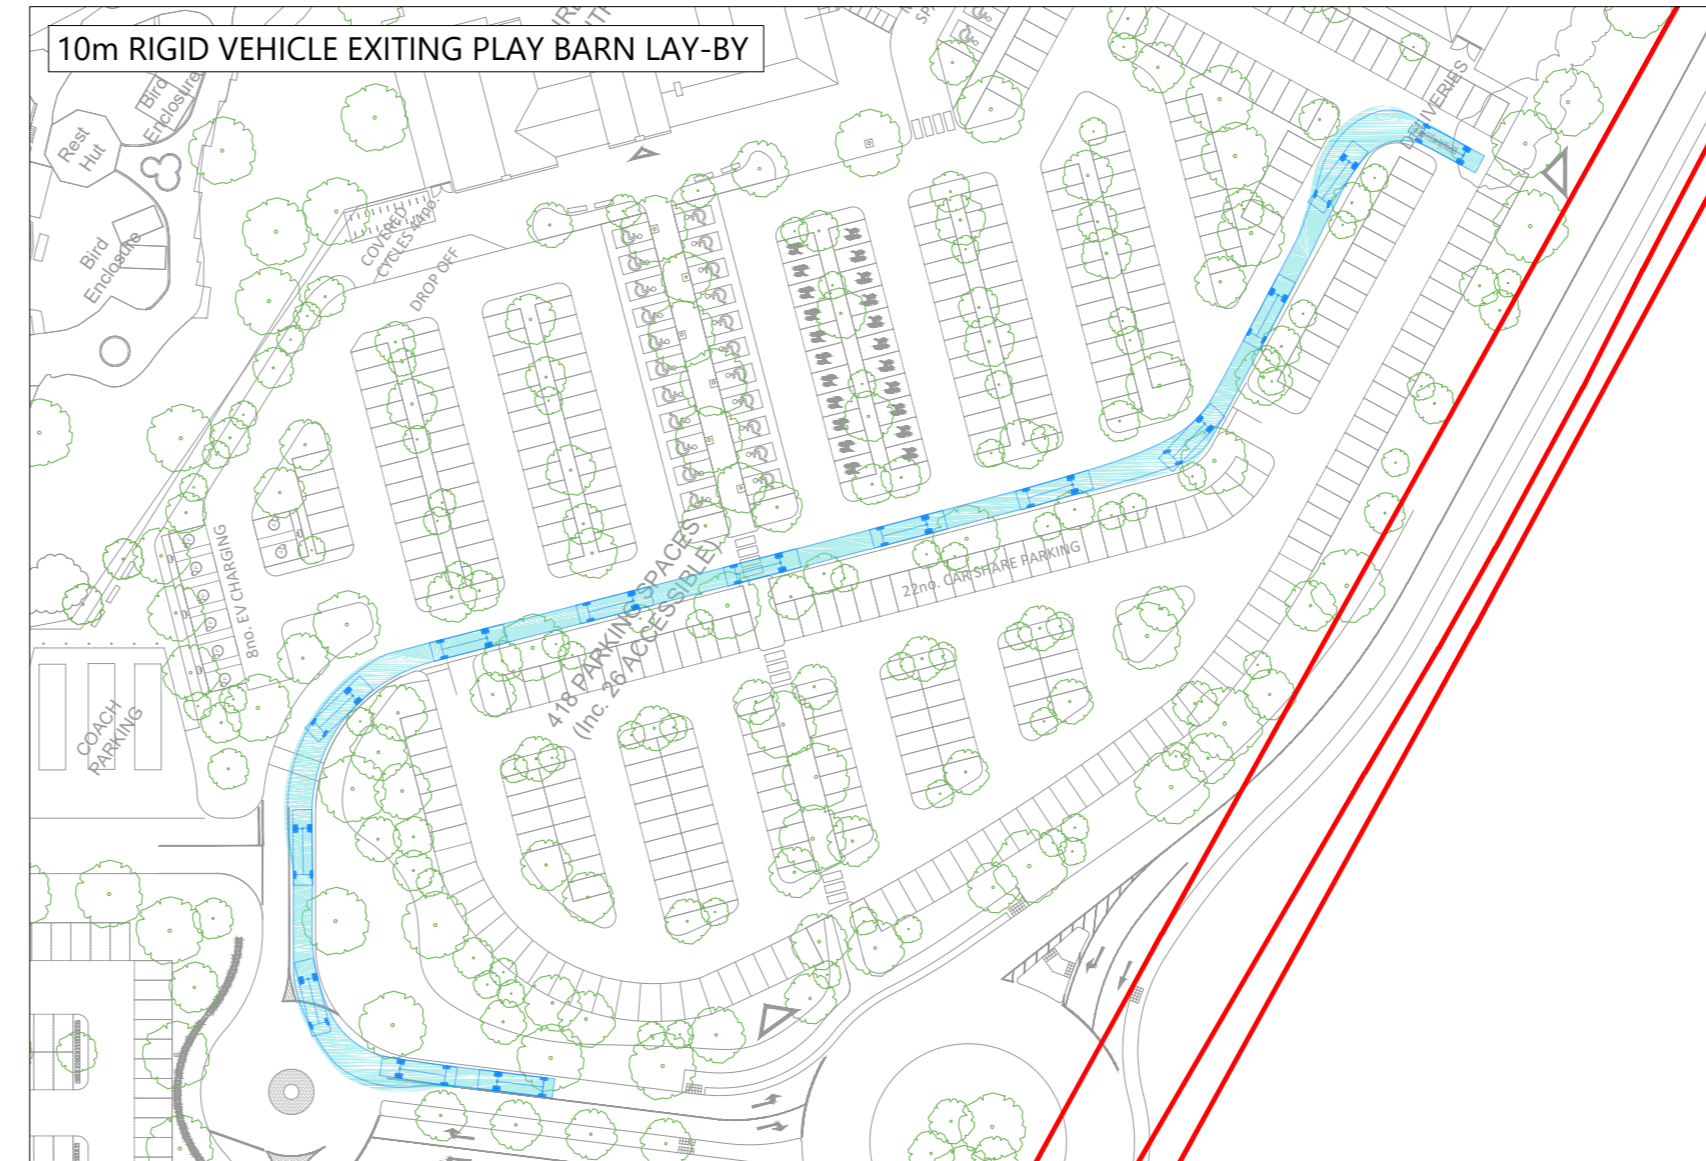 10m RIGID VEHICLE EXITING PLAY BARN LAY-BY
Bird
Enclosure
Rest
Hut
DELIVERIES
Bird
Enclosure
COVERED
CYCLES 44no.
DROP OFF
8no. EV CHARGING
418 PARKING SPACES
(Inc. 26 ACCESSIBLE)
22no. CAR SHARE PARKING
COACH
PARKING